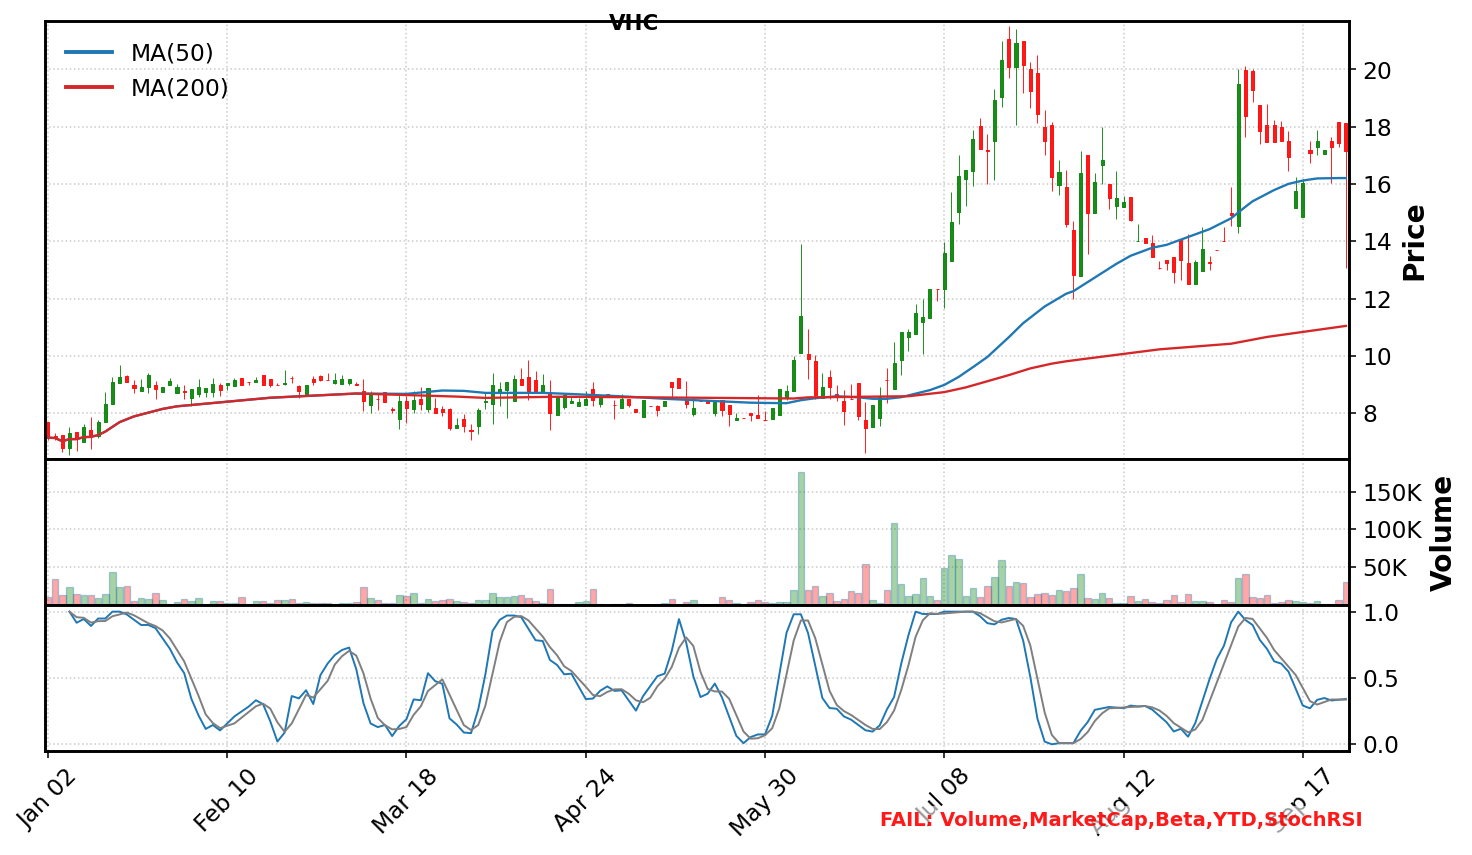 VHC
MA(50)
MA(200)
20
18
16
14
12
10
8
Price
150K
100K
50K
Volume
1.0
0.5
0.0
Jan 02
Feb 10
Mar 18
Apr 24
May 30
Jul 08
Aug 12
Sep 17
FAIL: Volume,MarketCap,Beta,YTD,StochRSI